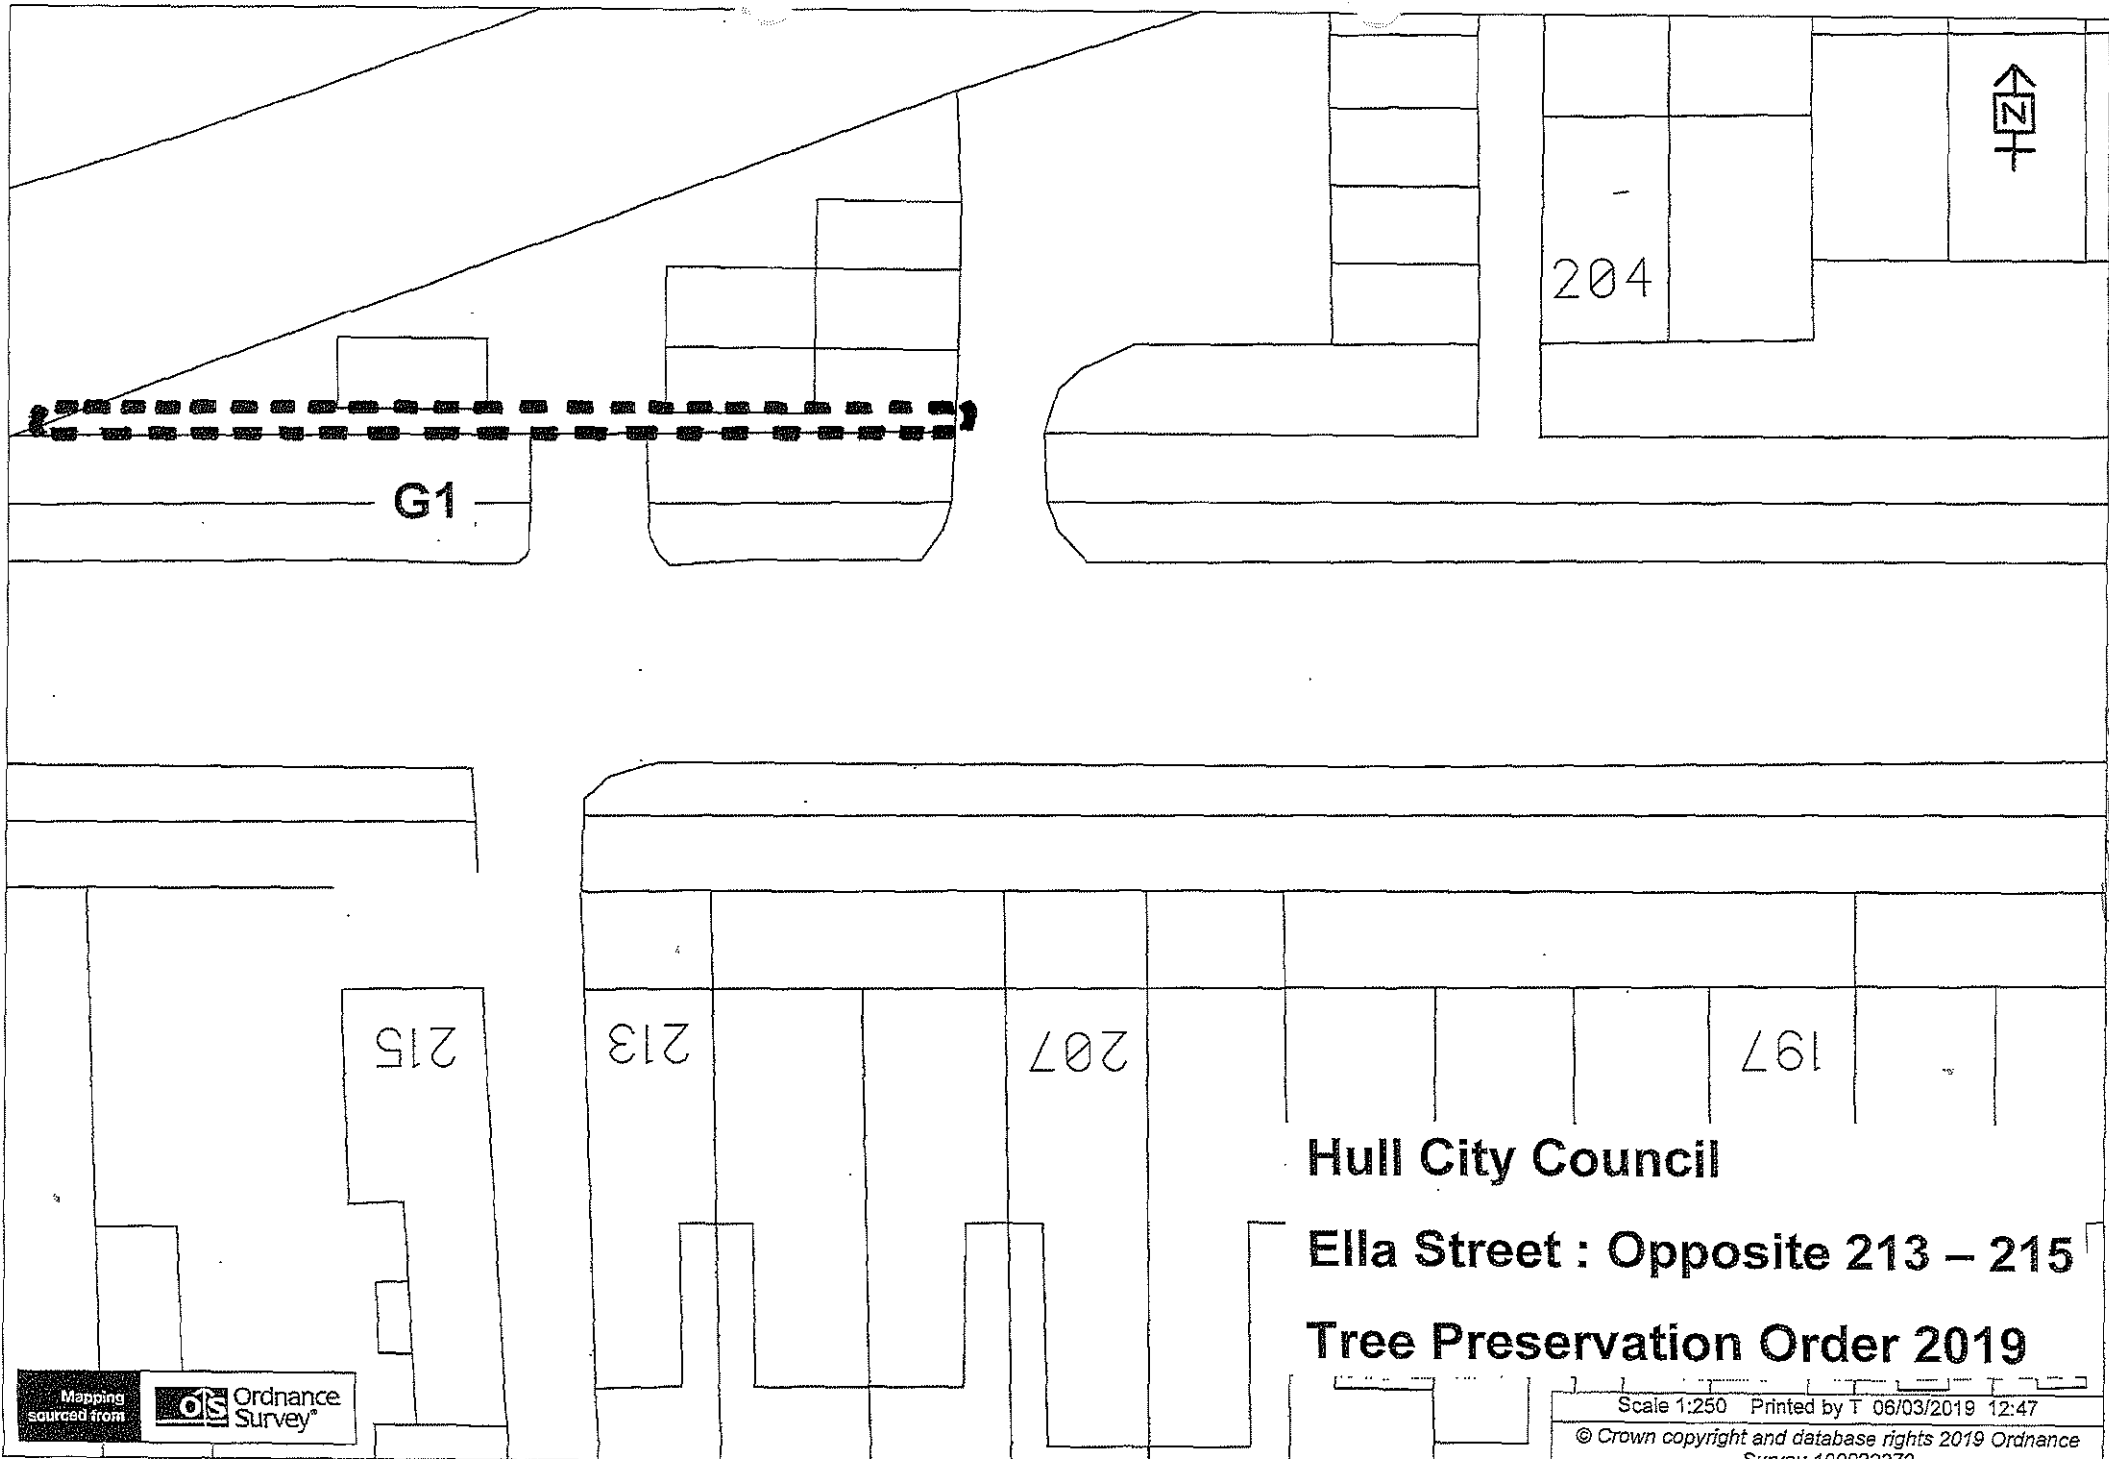 N
204
G1
215
213
207
197
Hull City Council
Ella Street : Opposite 213 – 215
Tree Preservation Order 2019
Mapping
sourced from
OS Ordnance
Survey®
Scale 1:250 Printed by T 06/03/2019 12:47
© Crown copyright and database rights 2019 Ordnance
Survey